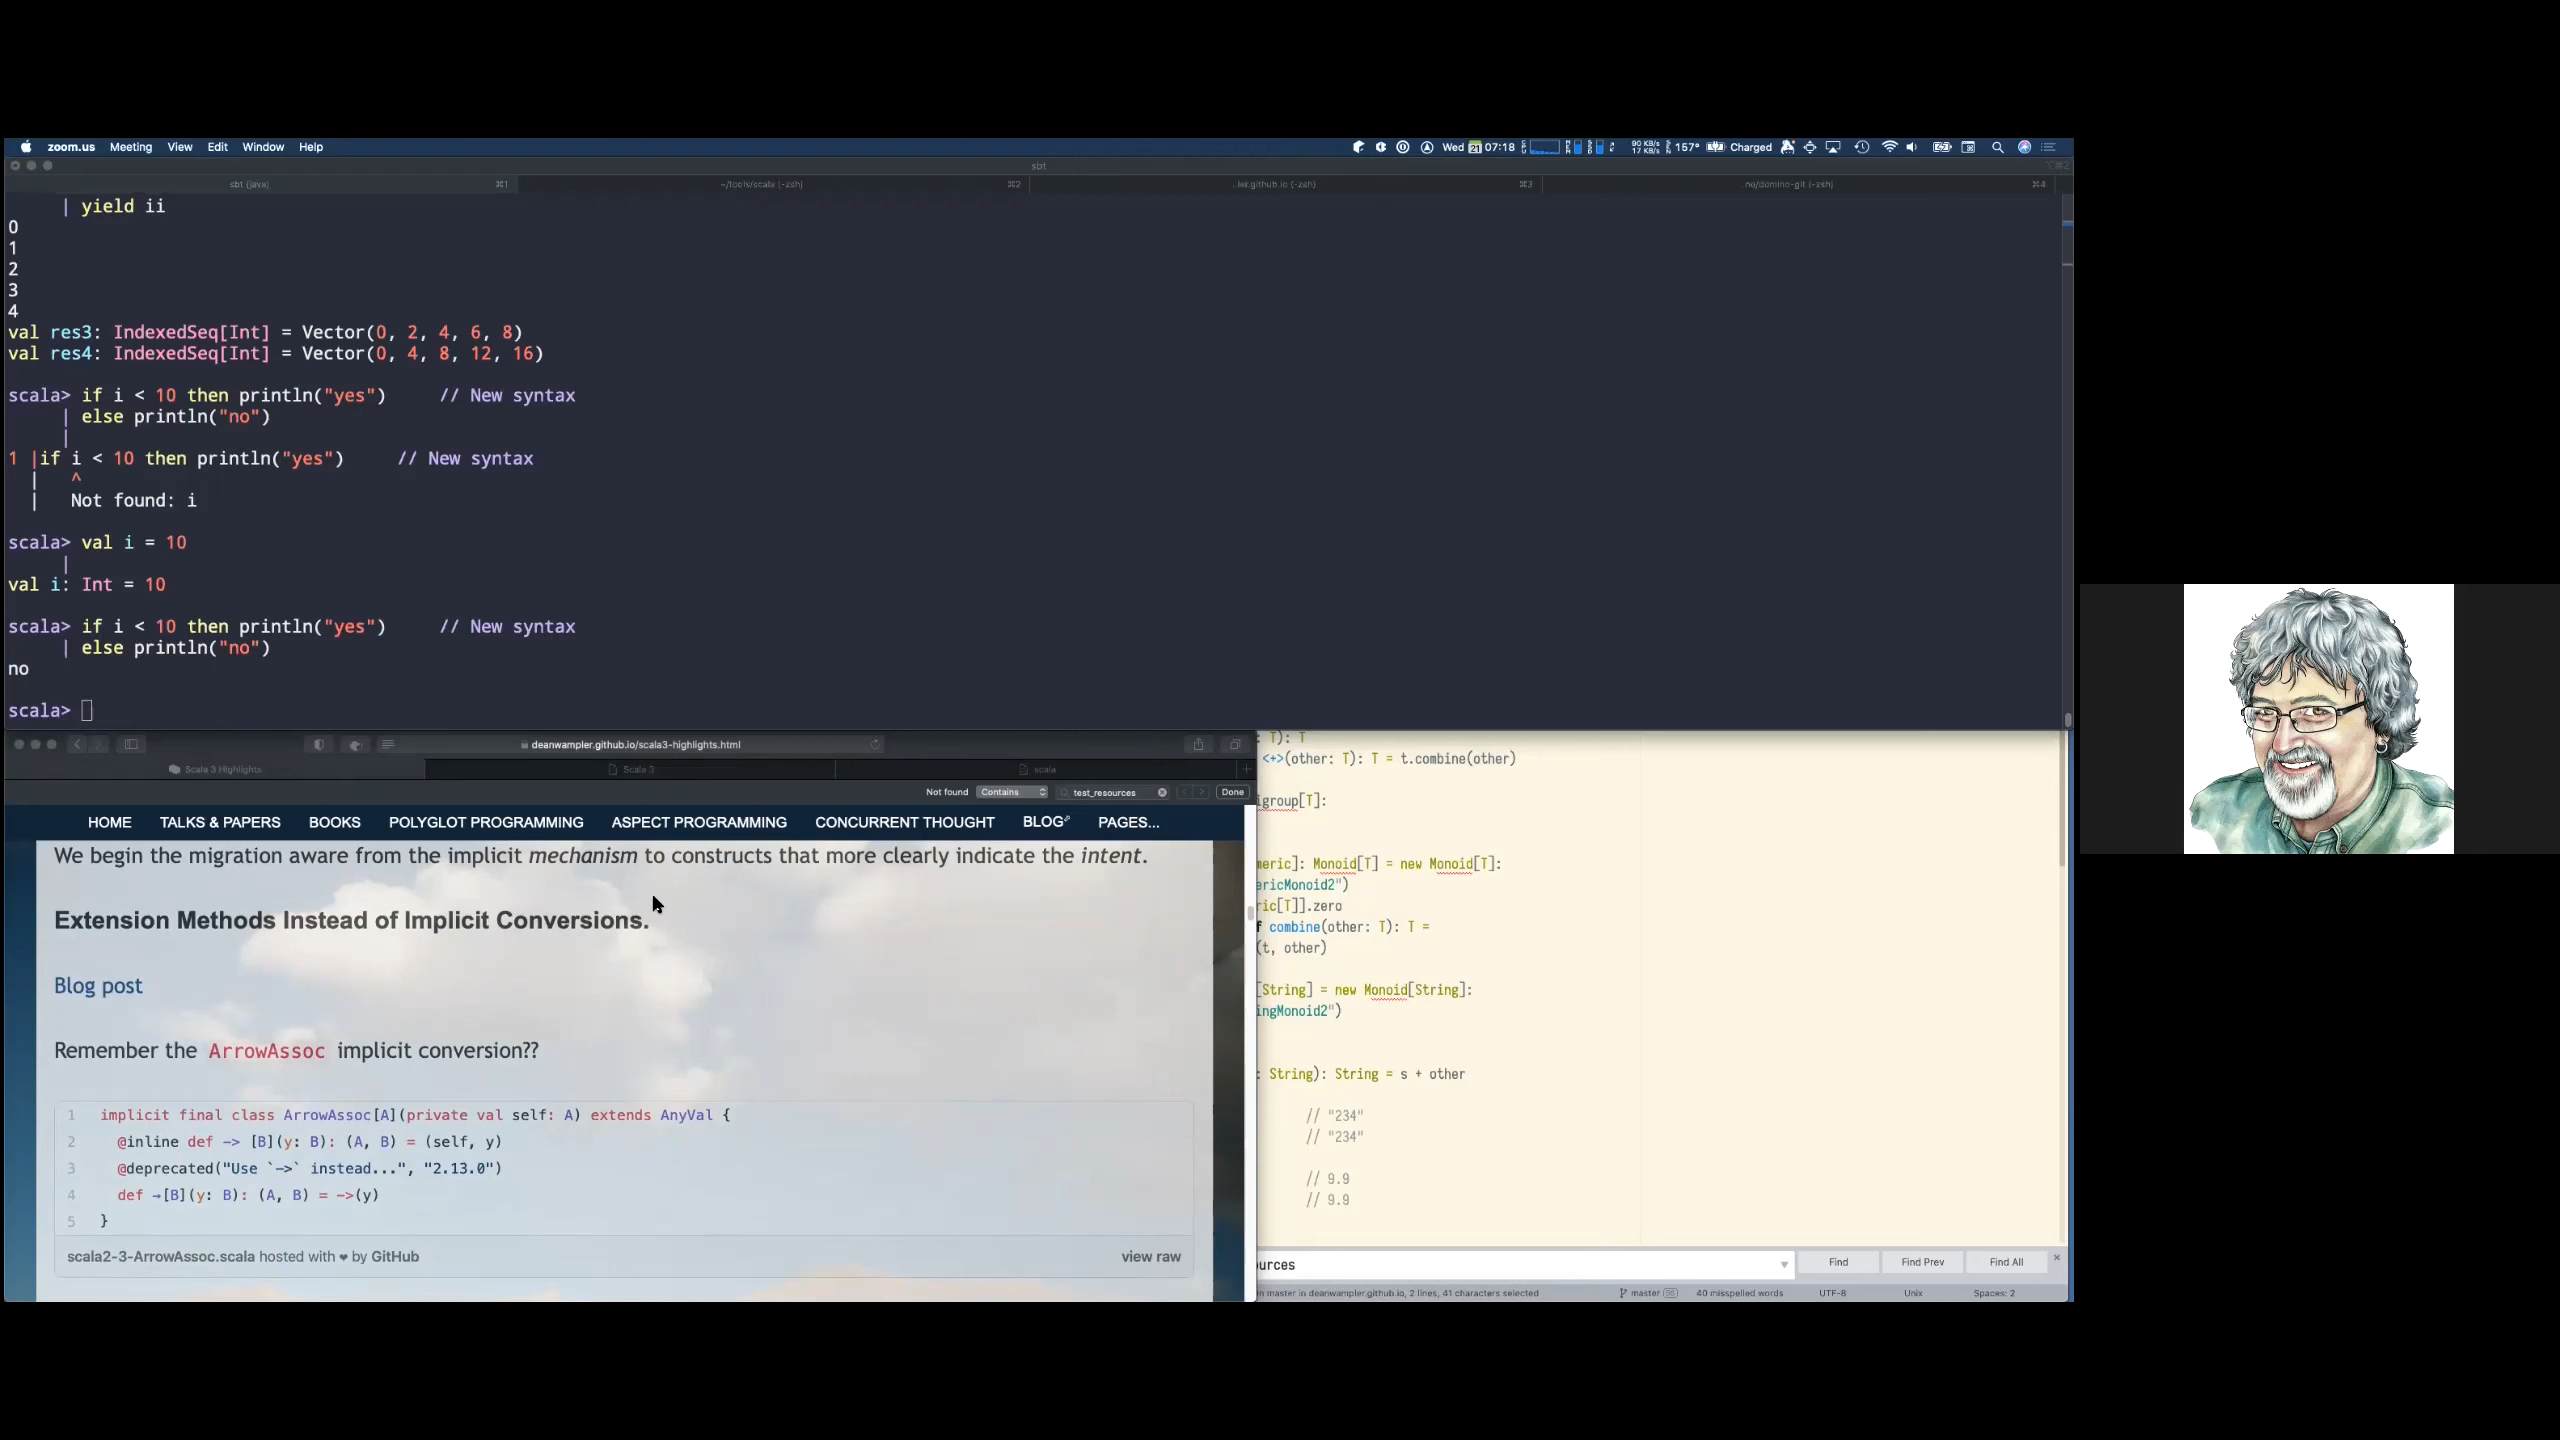 zoom.us Meeting View Edit Window Help
Wed 21 07:18 90 KB/s 17 KB/s 157° Charged
sbt
sbt (java) ⌘1 ~/tools/scala (-zsh) ⌘2 ..ler.github.io (-zsh) ⌘3 ..no/domino-git (-zsh) ⌘4
| yield ii
0
1
2
3
4
val res3: IndexedSeq[Int] = Vector(0, 2, 4, 6, 8)
val res4: IndexedSeq[Int] = Vector(0, 4, 8, 12, 16)
scala> if i < 10 then println("yes") // New syntax
| else println("no")
|
1 |if i < 10 then println("yes") // New syntax
| ^
| Not found: i
scala> val i = 10
|
val i: Int = 10
scala> if i < 10 then println("yes") // New syntax
| else println("no")
no
scala>
deanwampler.github.io/scala3-highlights.html
Scala 3 Highlights Scala 3 scala
Not found Contains test_resources Done
HOME TALKS & PAPERS BOOKS POLYGLOT PROGRAMMING ASPECT PROGRAMMING CONCURRENT THOUGHT BLOG PAGES...
We begin the migration aware from the implicit mechanism to constructs that more clearly indicate the intent.
Extension Methods Instead of Implicit Conversions.
Blog post
Remember the ArrowAssoc implicit conversion??
1 implicit final class ArrowAssoc[A](private val self: A) extends AnyVal {
2 @inline def -> [B](y: B): (A, B) = (self, y)
3 @deprecated("Use `->` instead...", "2.13.0")
4 def →[B](y: B): (A, B) = ->(y)
5 }
scala2-3-ArrowAssoc.scala hosted with ❤ by GitHub view raw
: T): T
<+>(other: T): T = t.combine(other)
igroup[T]:
meric]: Monoid[T] = new Monoid[T]:
ericMonoid2")
ric[T]].zero
f combine(other: T): T =
(t, other)
[String] = new Monoid[String]:
ingMonoid2")
: String): String = s + other
// "234"
// "234"
// 9.9
// 9.9
urces Find Find Prev Find All
n master in deanwampler.github.io, 2 lines, 41 characters selected master 40 misspelled words UTF-8 Unix Spaces: 2